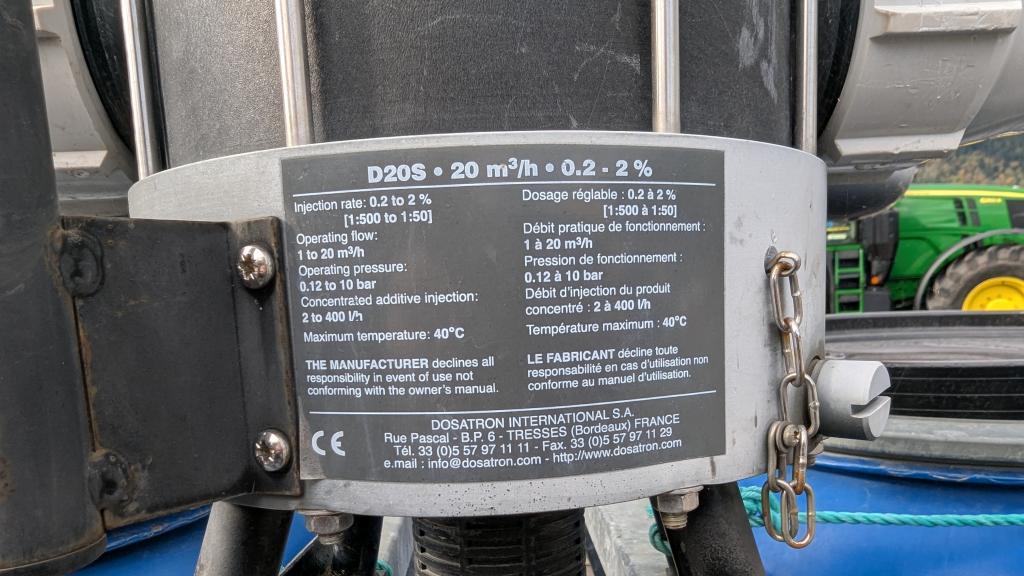 D20S • 20 m³/h • 0.2 - 2 %
Injection rate: 0.2 to 2 %
[1:500 to 1:50]
Operating flow:
1 to 20 m³/h
Operating pressure:
0.12 to 10 bar
Concentrated additive injection:
2 to 400 l/h
Maximum temperature: 40°C
THE MANUFACTURER declines all
responsibility in event of use not
conforming with the owner's manual.
Dosage réglable : 0.2 à 2 %
[1:500 à 1:50]
Débit pratique de fonctionnement :
1 à 20 m³/h
Pression de fonctionnement :
0.12 à 10 bar
Débit d'injection du produit
concentré : 2 à 400 l/h
Température maximum : 40°C
LE FABRICANT décline toute
responsabilité en cas d'utilisation non
conforme au manuel d'utilisation.
CE
DOSATRON INTERNATIONAL S.A.
Rue Pascal - B.P. 6 - TRESSES (Bordeaux) FRANCE
Tél. 33 (0)5 57 97 11 11 - Fax. 33 (0)5 57 97 11 29
e.mail : info@dosatron.com - http://www.dosatron.com